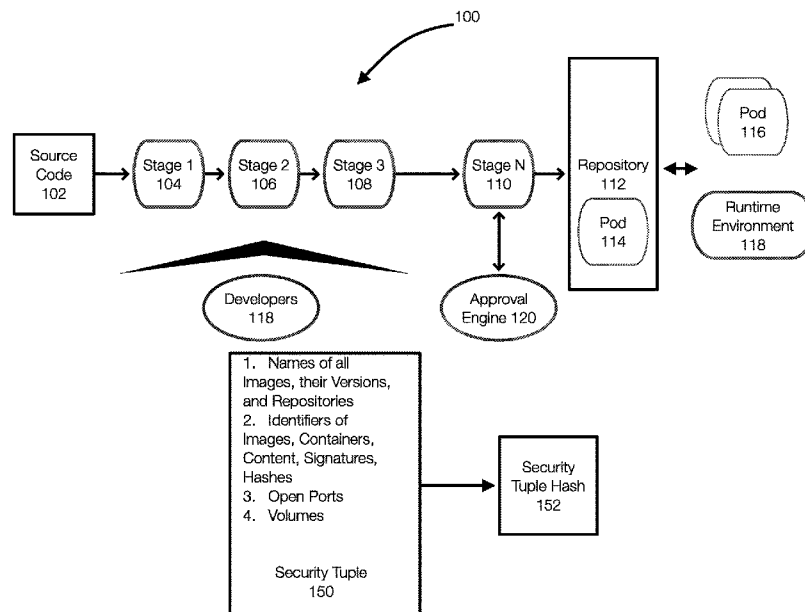 100
Source
Code
102
Stage 1
104
Stage 2
106
Stage 3
108
Stage N
110
Repository
112
Pod
114
Pod
116
Runtime
Environment
118
Developers
118
Approval
Engine 120
1. Names of all
Images, their Versions,
and Repositories
2. Identifiers of
Images, Containers,
Content, Signatures,
Hashes
3. Open Ports
4. Volumes
Security Tuple
150
Security
Tuple Hash
152